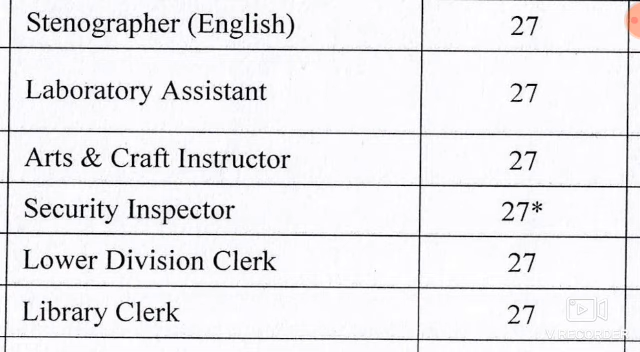 Stenographer (English) 27
Laboratory Assistant 27
Arts & Craft Instructor 27
Security Inspector 27*
Lower Division Clerk 27
Library Clerk 27
V RECORDER